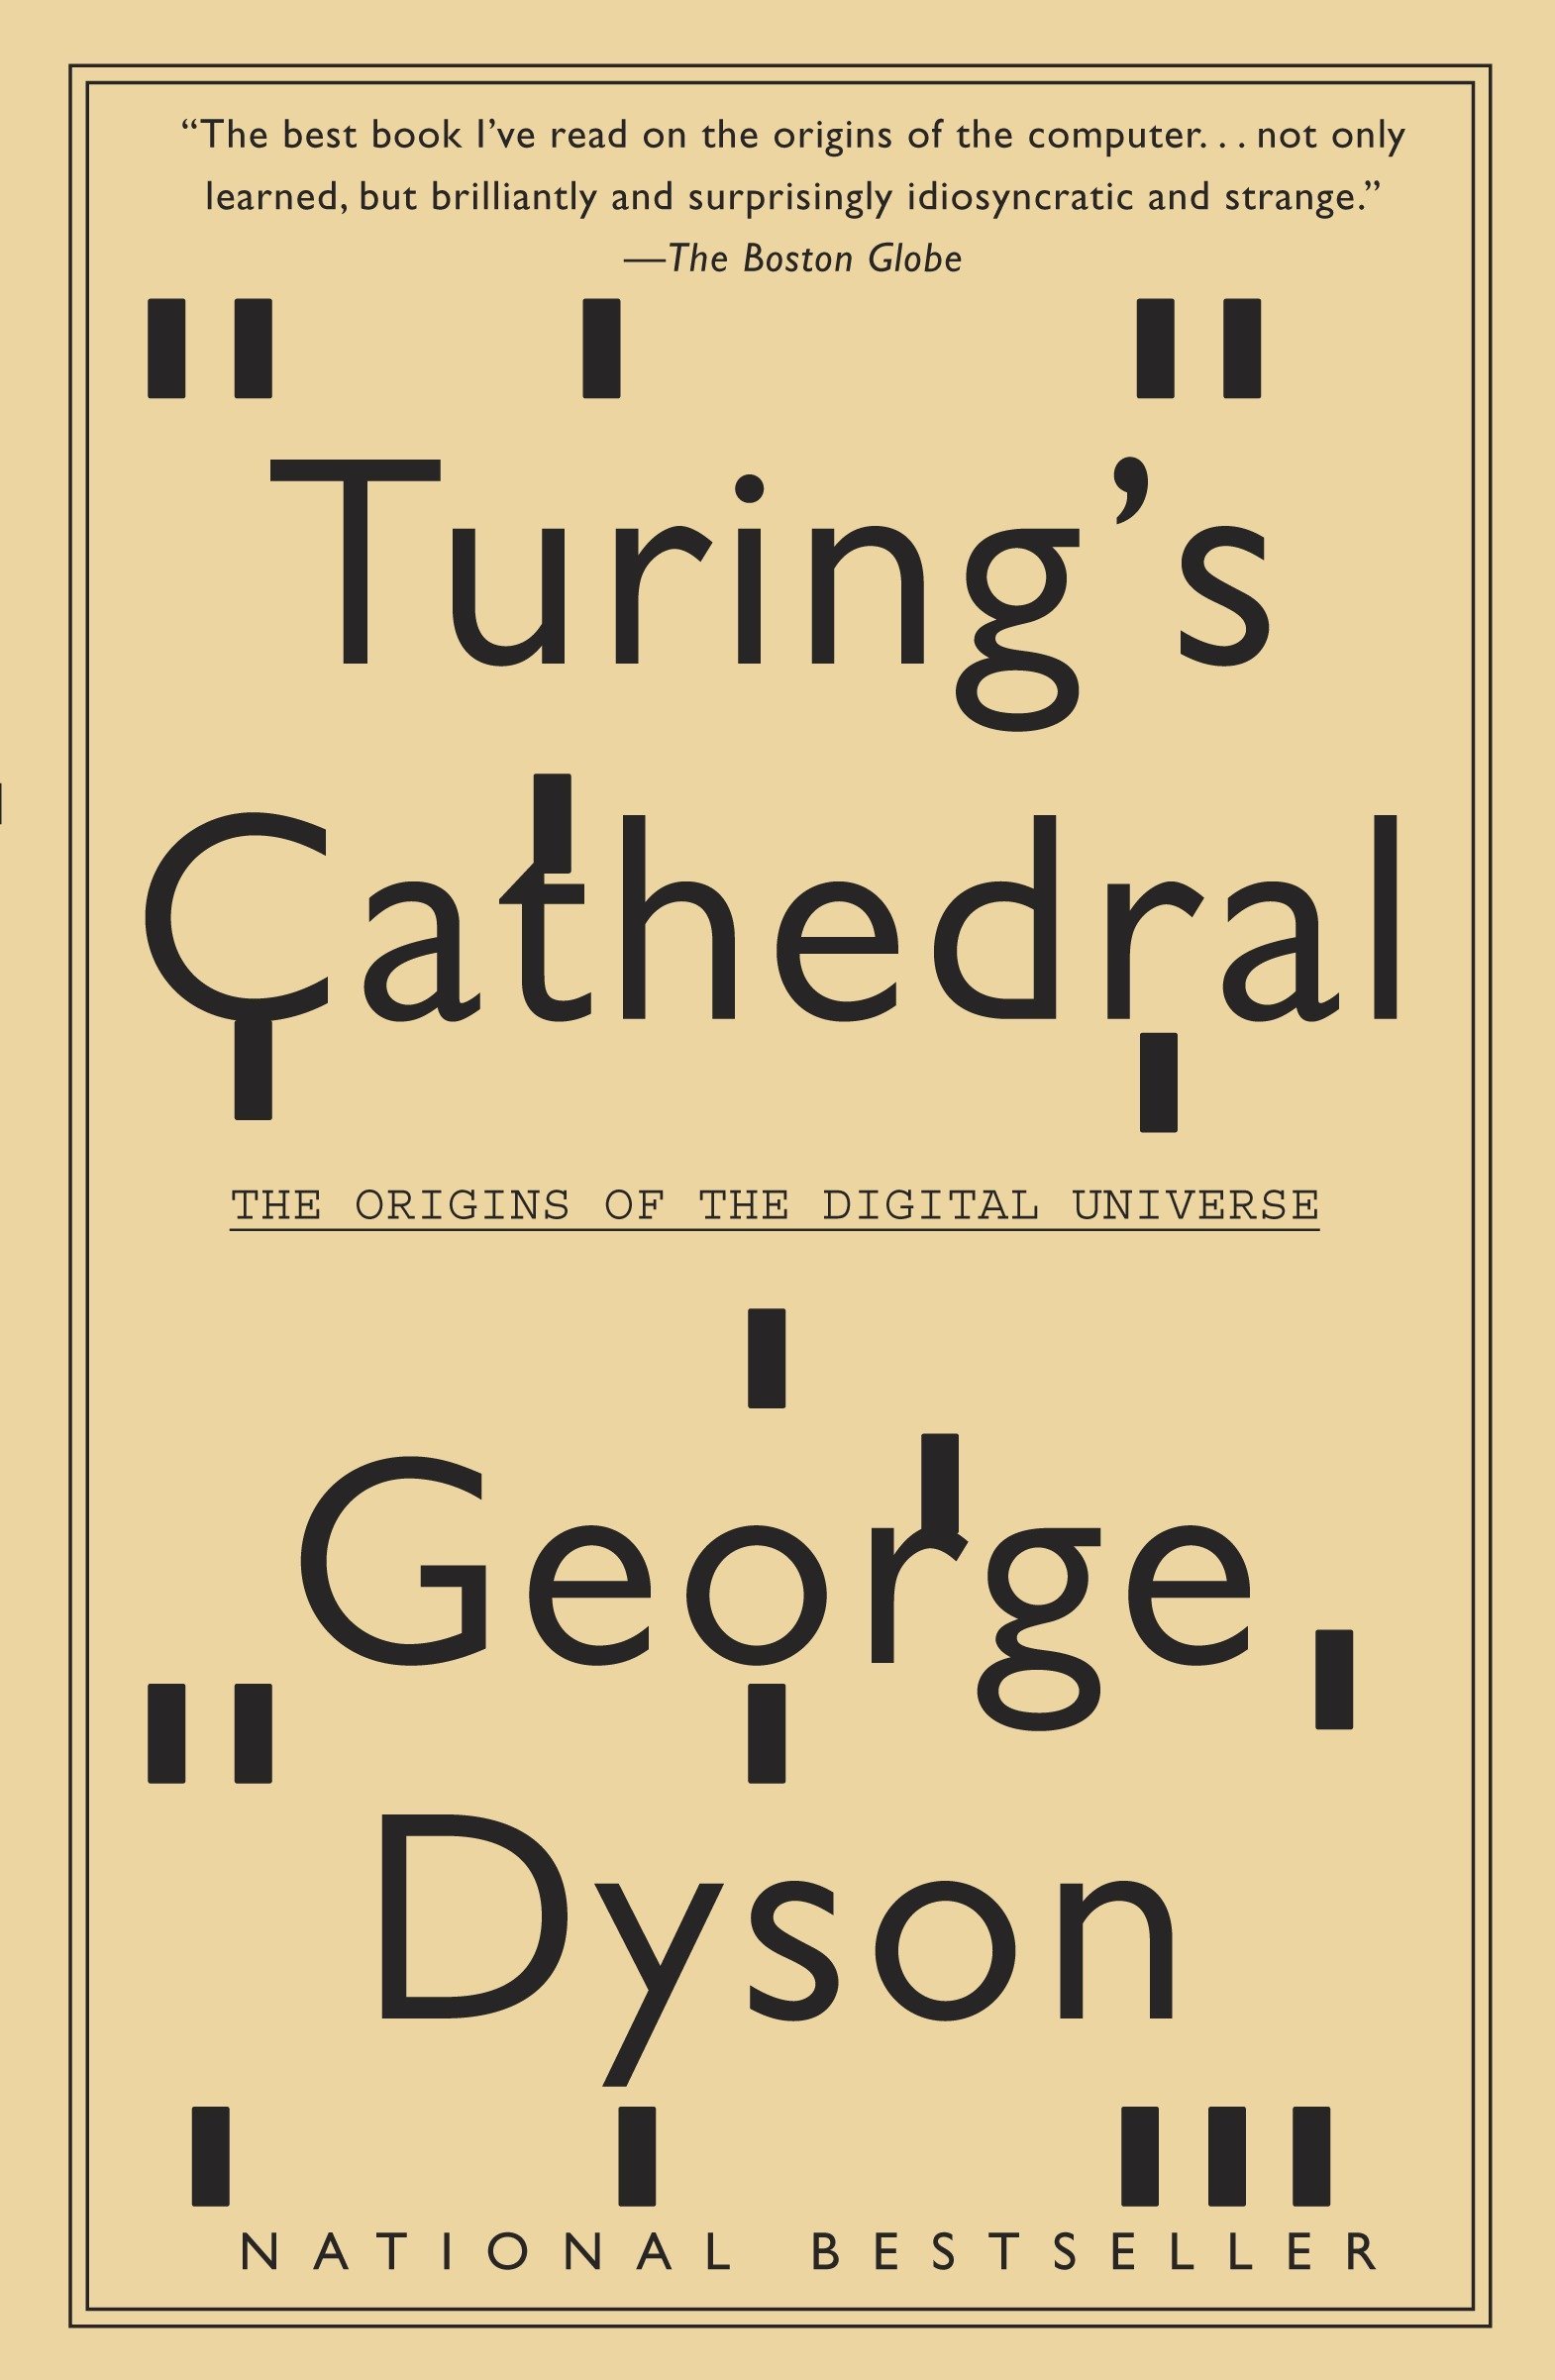 “The best book I’ve read on the origins of the computer. . . not only
learned, but brilliantly and surprisingly idiosyncratic and strange.”
—The Boston Globe
Turing’s
Cathedral
THE ORIGINS OF THE DIGITAL UNIVERSE
George
Dyson
NATIONAL BESTSELLER